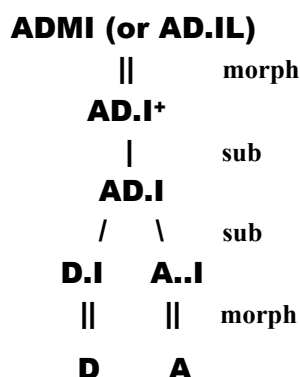 ADMI (or AD.IL)
|| morph
AD.I⁺
| sub
AD.I
/ \ sub
D.I A..I
|| || morph
D A